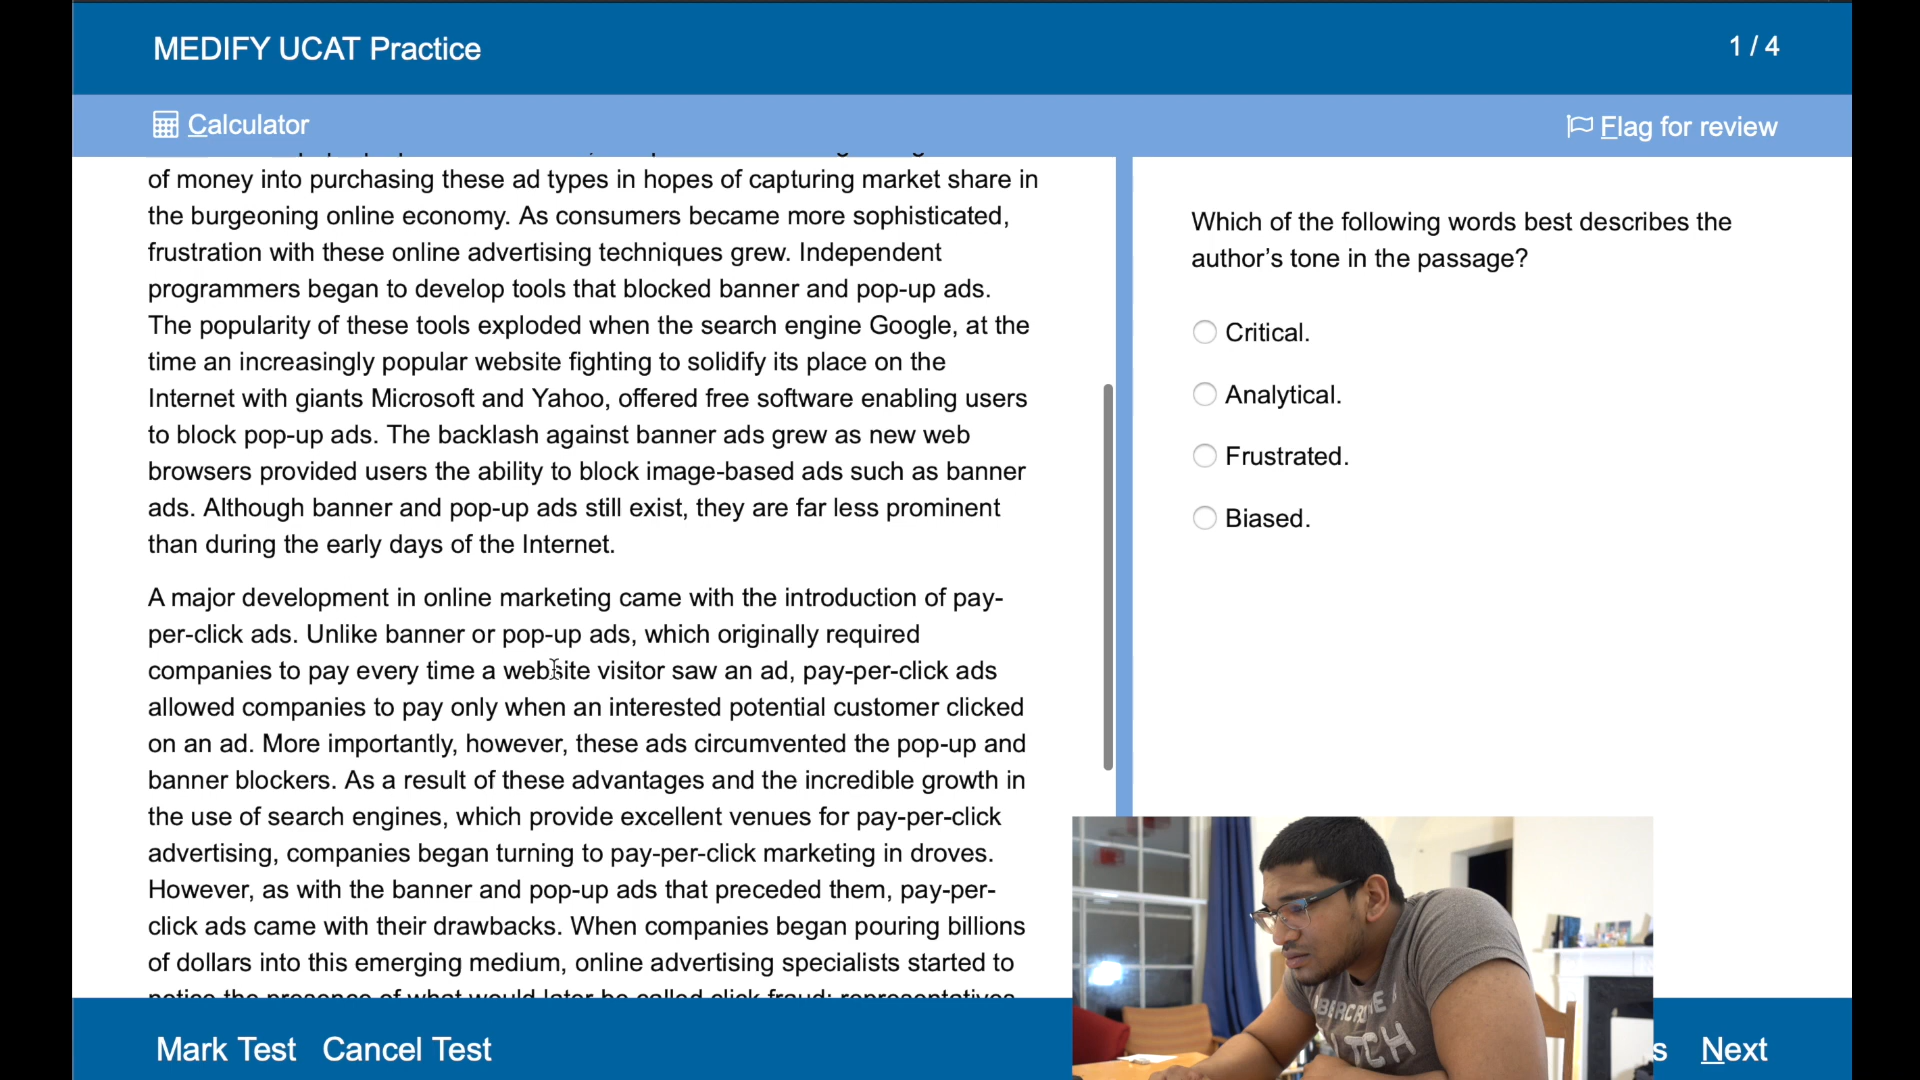 MEDIFY UCAT Practice
1 / 4
Calculator
Flag for review
of money into purchasing these ad types in hopes of capturing market share in
the burgeoning online economy. As consumers became more sophisticated,
frustration with these online advertising techniques grew. Independent
programmers began to develop tools that blocked banner and pop-up ads.
The popularity of these tools exploded when the search engine Google, at the
time an increasingly popular website fighting to solidify its place on the
Internet with giants Microsoft and Yahoo, offered free software enabling users
to block pop-up ads. The backlash against banner ads grew as new web
browsers provided users the ability to block image-based ads such as banner
ads. Although banner and pop-up ads still exist, they are far less prominent
than during the early days of the Internet.
A major development in online marketing came with the introduction of pay-
per-click ads. Unlike banner or pop-up ads, which originally required
companies to pay every time a website visitor saw an ad, pay-per-click ads
allowed companies to pay only when an interested potential customer clicked
on an ad. More importantly, however, these ads circumvented the pop-up and
banner blockers. As a result of these advantages and the incredible growth in
the use of search engines, which provide excellent venues for pay-per-click
advertising, companies began turning to pay-per-click marketing in droves.
However, as with the banner and pop-up ads that preceded them, pay-per-
click ads came with their drawbacks. When companies began pouring billions
of dollars into this emerging medium, online advertising specialists started to
notice the presence of what would later be called click fraud: representatives
Which of the following words best describes the
author's tone in the passage?
Critical.
Analytical.
Frustrated.
Biased.
Mark Test
Cancel Test
s
Next